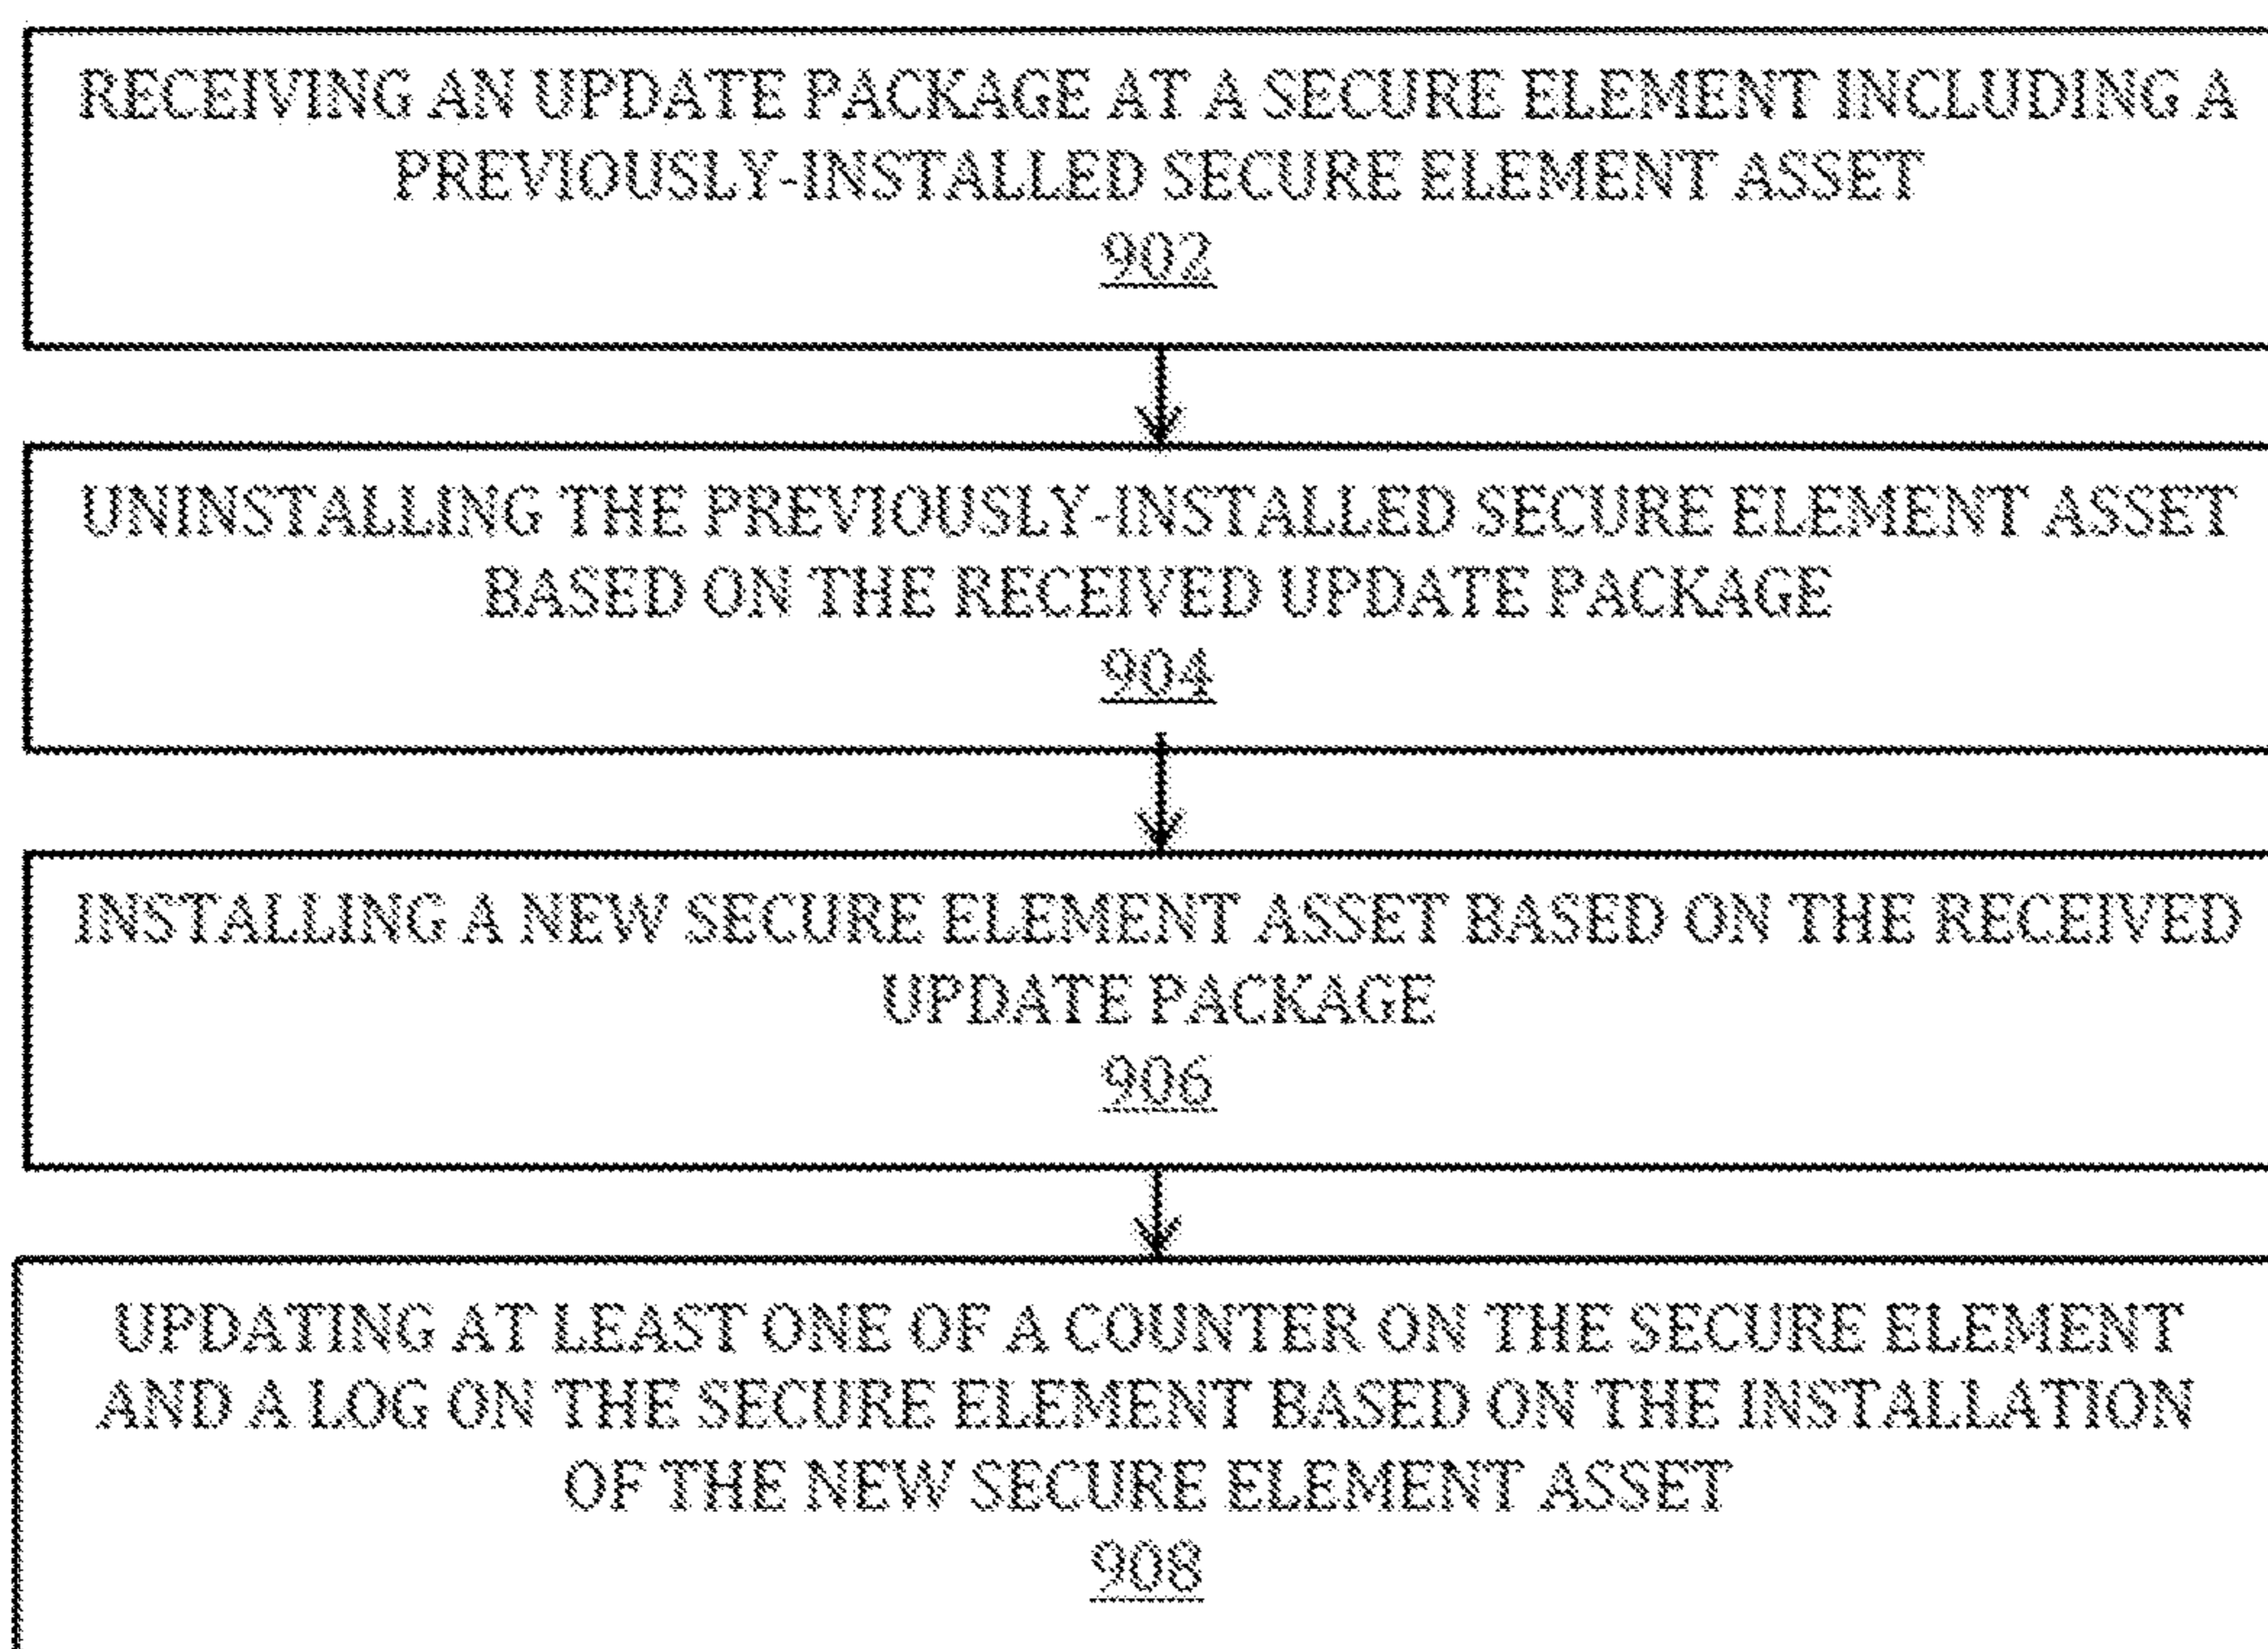 RECEIVING AN UPDATE PACKAGE AT A SECURE ELEMENT INCLUDING A
PREVIOUSLY-INSTALLED SECURE ELEMENT ASSET
902
UNINSTALLING THE PREVIOUSLY-INSTALLED SECURE ELEMENT ASSET
BASED ON THE RECEIVED UPDATE PACKAGE
904
INSTALLING A NEW SECURE ELEMENT ASSET BASED ON THE RECEIVED
UPDATE PACKAGE
906
UPDATING AT LEAST ONE OF A COUNTER ON THE SECURE ELEMENT
AND A LOG ON THE SECURE ELEMENT BASED ON THE INSTALLATION
OF THE NEW SECURE ELEMENT ASSET
908